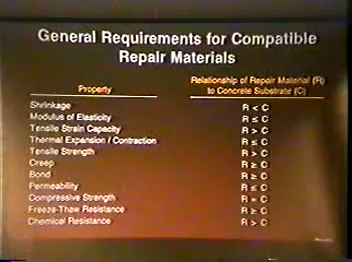 General Requirements for Compatible
Repair Materials
Property
Relationship of Repair Material (R)
to Concrete Substrate (C)
Shrinkage R < C
Modulus of Elasticity R ≤ C
Tensile Strain Capacity R > C
Thermal Expansion / Contraction R ≤ C
Tensile Strength R > C
Creep
Bond
Permeability
Compressive Strength
Freeze-Thaw Resistance
Chemical Resistance R > C